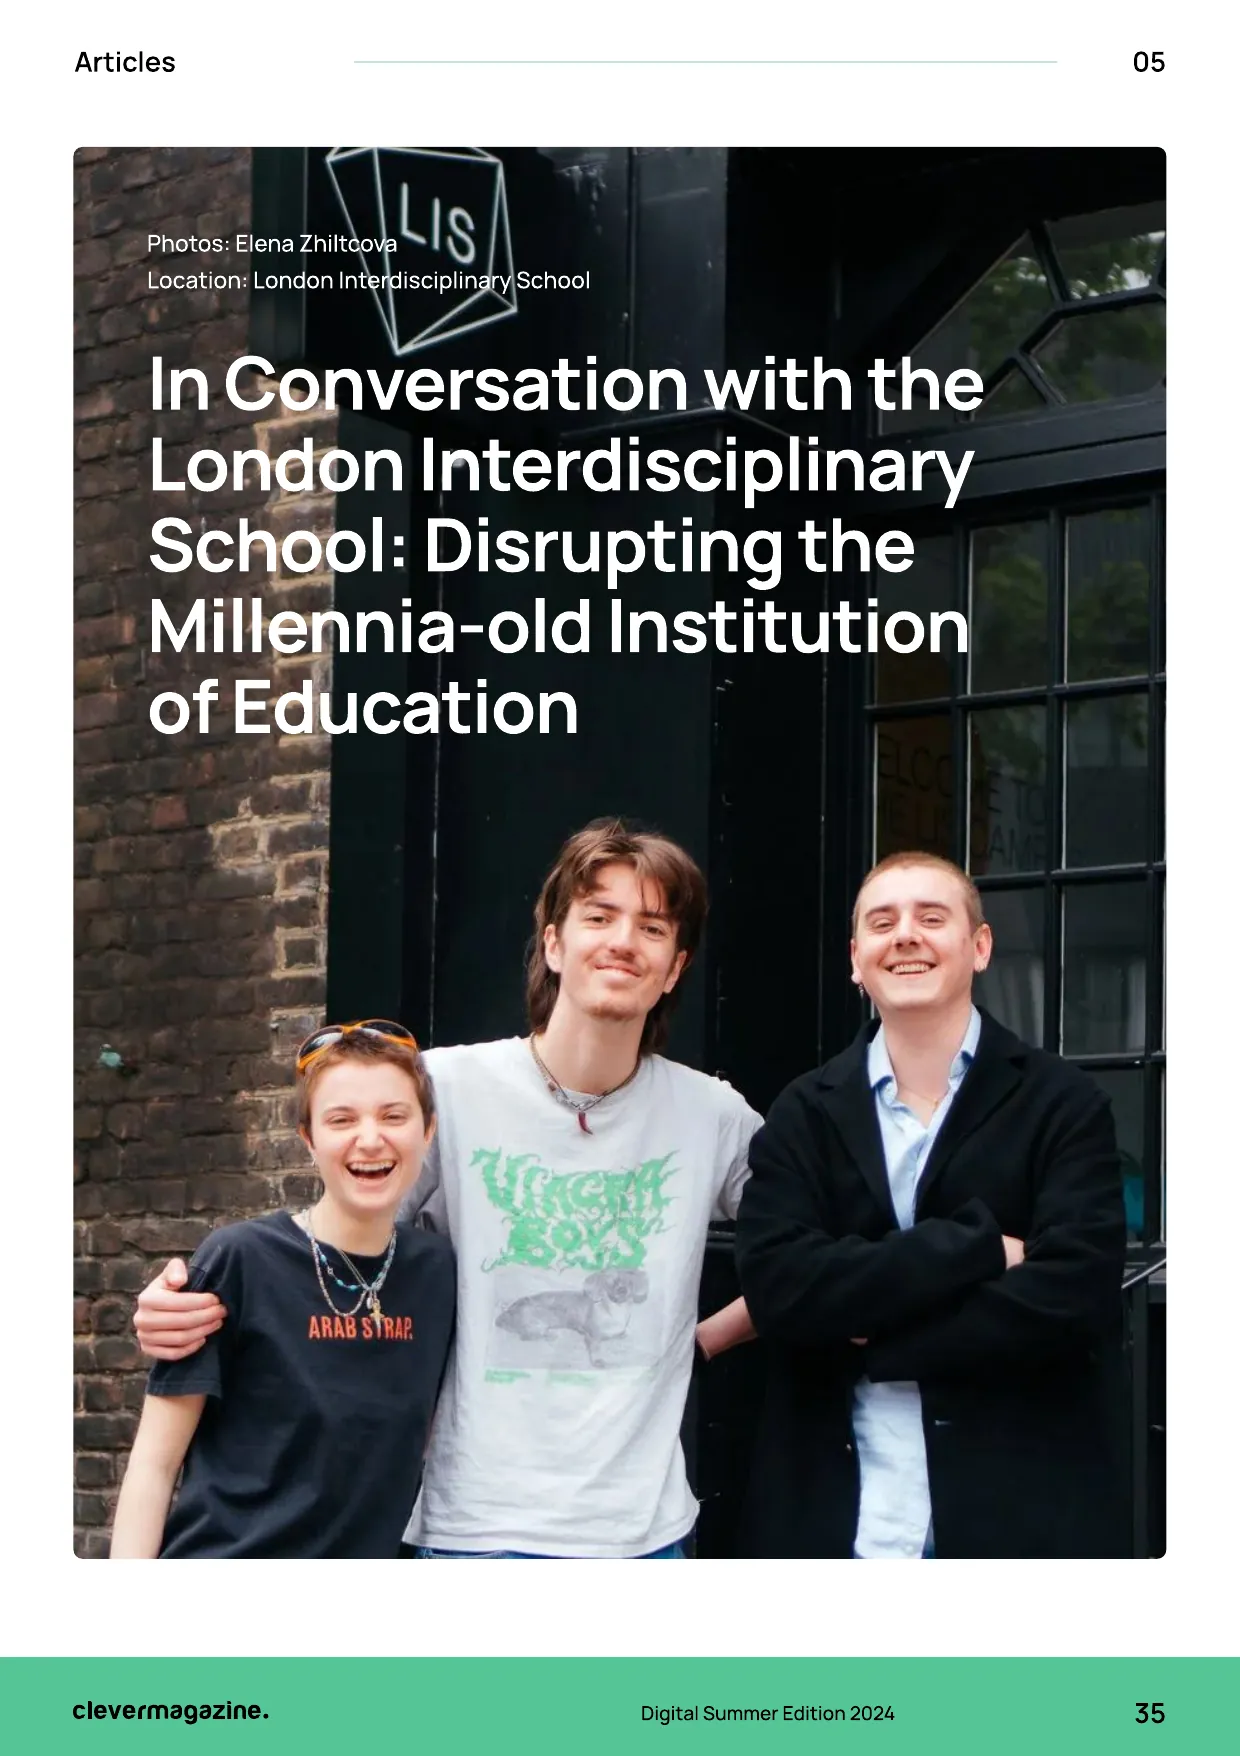 Articles
05
LIS
Photos: Elena Zhiltcova
Location: London Interdisciplinary School
In Conversation with the
London Interdisciplinary
School: Disrupting the
Millennia-old Institution
of Education
VIAGRA
BOYS
ARAB STRAP.
clevermagazine.
Digital Summer Edition 2024
35